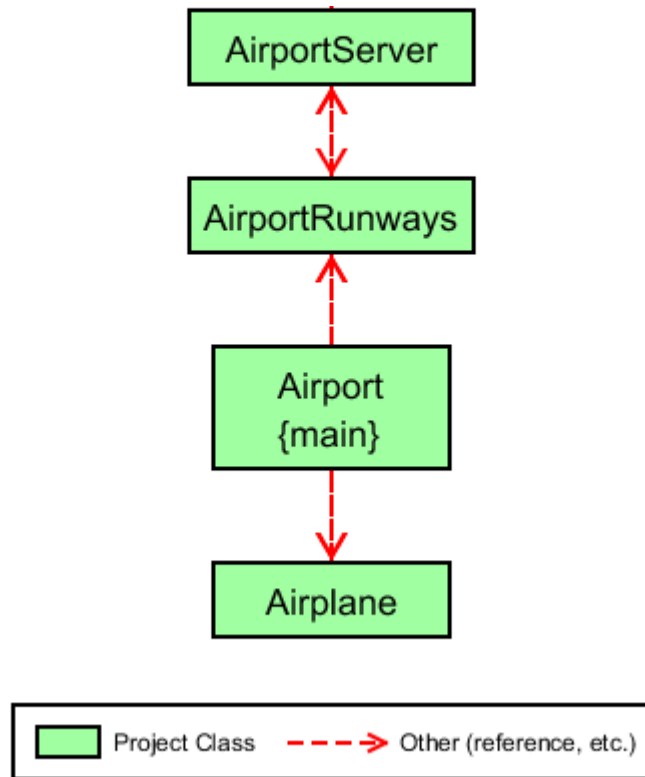 AirportServer
AirportRunways
Airport
{main}
Airplane
Project Class
Other (reference, etc.)